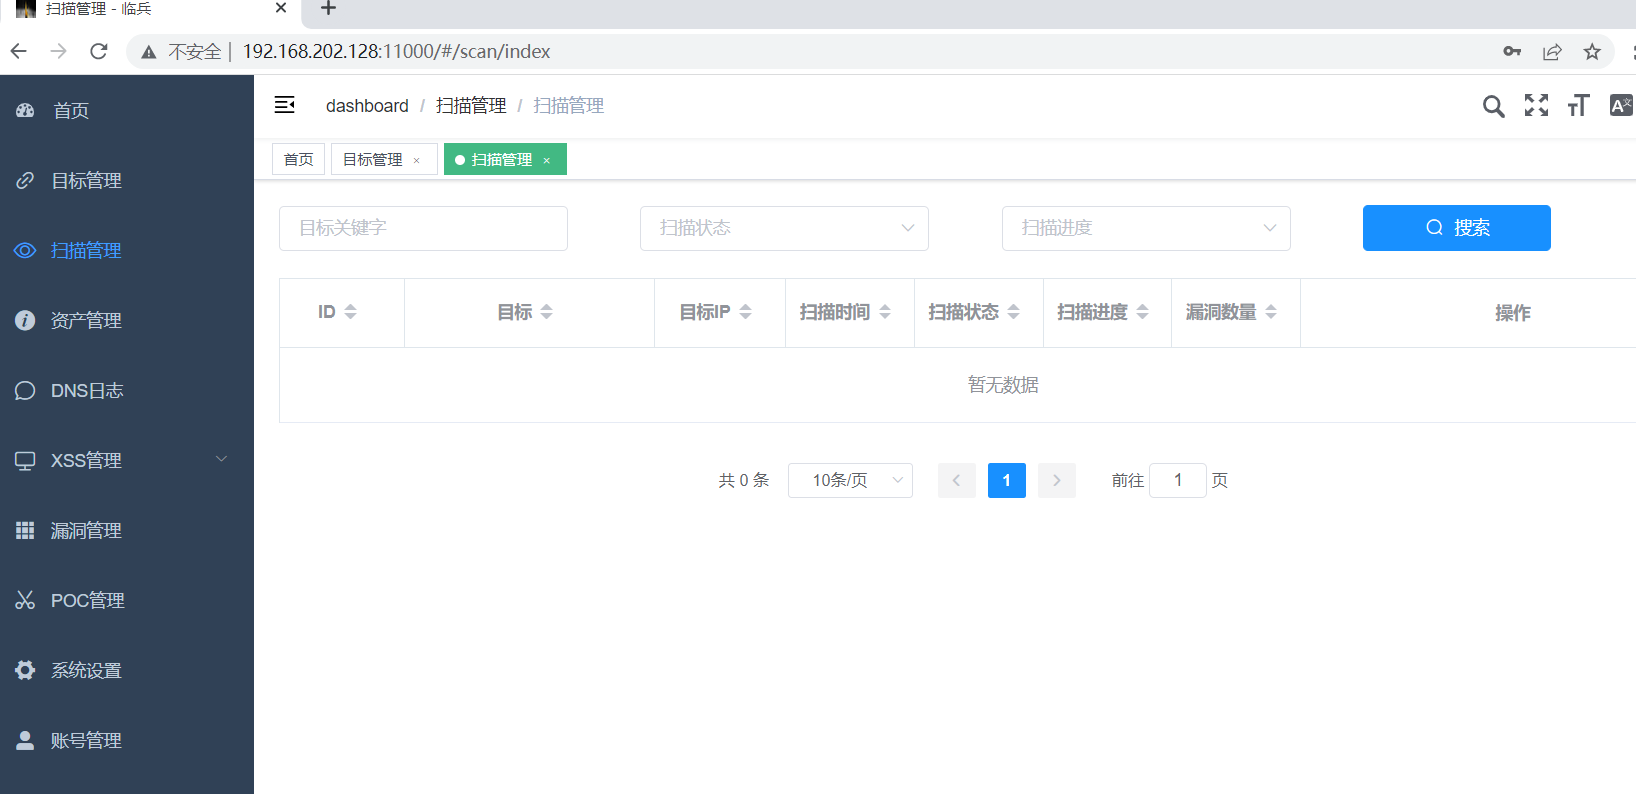 扫描管理 - 临兵
不安全 | 192.168.202.128:11000/#/scan/index
首页
目标管理
扫描管理
资产管理
DNS日志
XSS管理
漏洞管理
POC管理
系统设置
账号管理
dashboard / 扫描管理 / 扫描管理
首页 目标管理 × 扫描管理 ×
目标关键字 扫描状态 扫描进度 搜索
ID 目标 目标IP 扫描时间 扫描状态 扫描进度 漏洞数量 操作
暂无数据
共 0 条 10条/页 1 前往 1 页